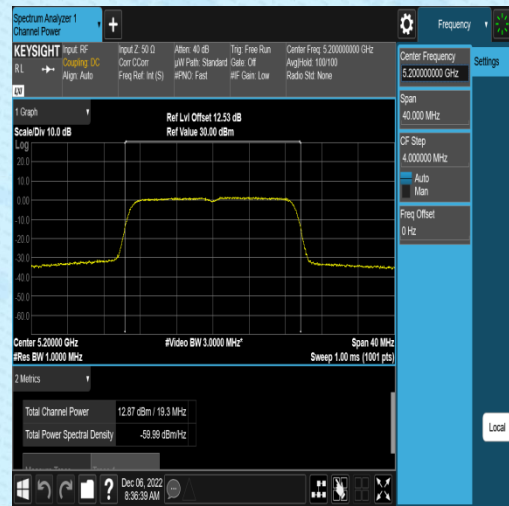 Spectrum Analyzer 1
Channel Power
Frequency
KEYSIGHT
RL
LXI
Input: RF
Coupling: DC
Align: Auto
Input Z: 50 Ω
Corr CCorr
Freq Ref: Int (S)
Atten: 40 dB
µW Path: Standard
#PNO: Fast
Trig: Free Run
Gate: Off
#IF Gain: Low
Center Freq: 5.200000000 GHz
Avg|Hold: 100/100
Radio Std: None
Center Frequency
5.200000000 GHz
Settings
Span
40.000 MHz
CF Step
4.000000 MHz
Auto
Man
Freq Offset
0 Hz
1 Graph
Scale/Div 10.0 dB
Ref Lvl Offset 12.53 dB
Ref Value 30.00 dBm
Log
20.0
10.0
0.00
-10.0
-20.0
-30.0
-40.0
-50.0
-60.0
Center 5.20000 GHz
#Video BW 3.0000 MHz*
Span 40 MHz
#Res BW 1.0000 MHz
Sweep 1.00 ms (1001 pts)
2 Metrics
Total Channel Power
12.87 dBm / 19.3 MHz
Total Power Spectral Density
-59.99 dBm/Hz
Local
?
Dec 06, 2022
8:36:39 AM